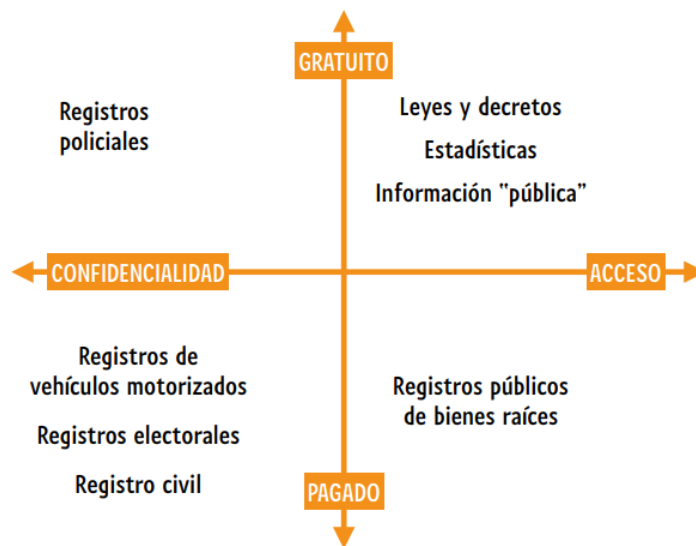 GRATUITO
Registros
policiales
Leyes y decretos
Estadísticas
Información "pública"
CONFIDENCIALIDAD
ACCESO
Registros de
vehículos motorizados
Registros electorales
Registro civil
Registros públicos
de bienes raíces
PAGADO